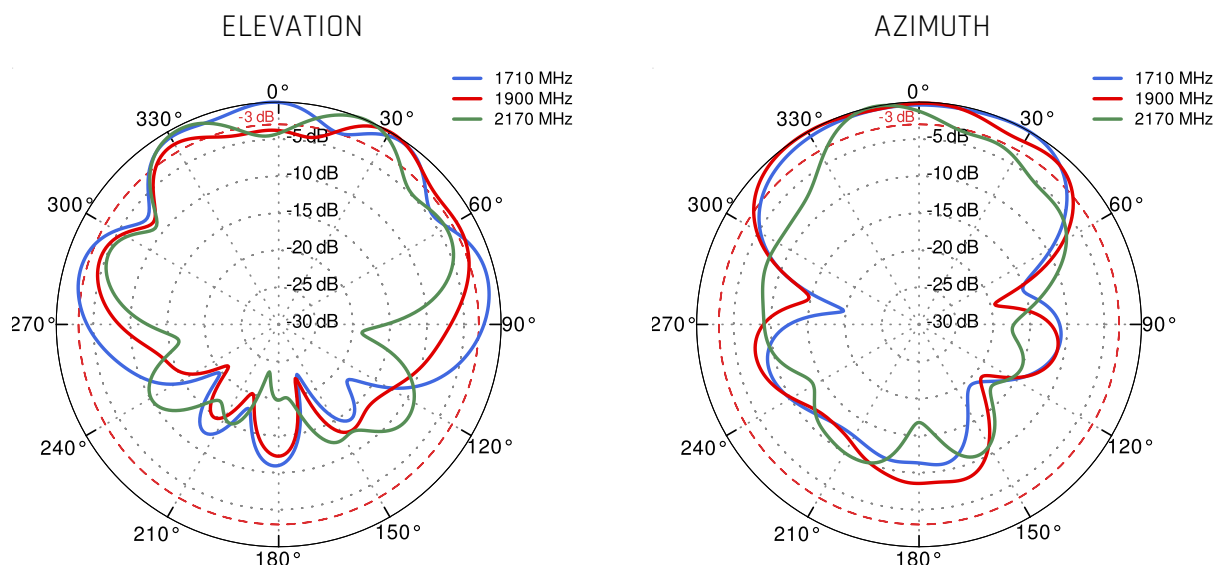 ELEVATION
1710 MHz
1900 MHz
2170 MHz
0°
-3 dB
330°
30°
-5 dB
-10 dB
300°
60°
-15 dB
-20 dB
-25 dB
270°
-30 dB
90°
240°
120°
210°
150°
180°
AZIMUTH
1710 MHz
1900 MHz
2170 MHz
0°
-3 dB
330°
30°
-5 dB
-10 dB
300°
60°
-15 dB
-20 dB
-25 dB
270°
-30 dB
90°
240°
120°
210°
150°
180°